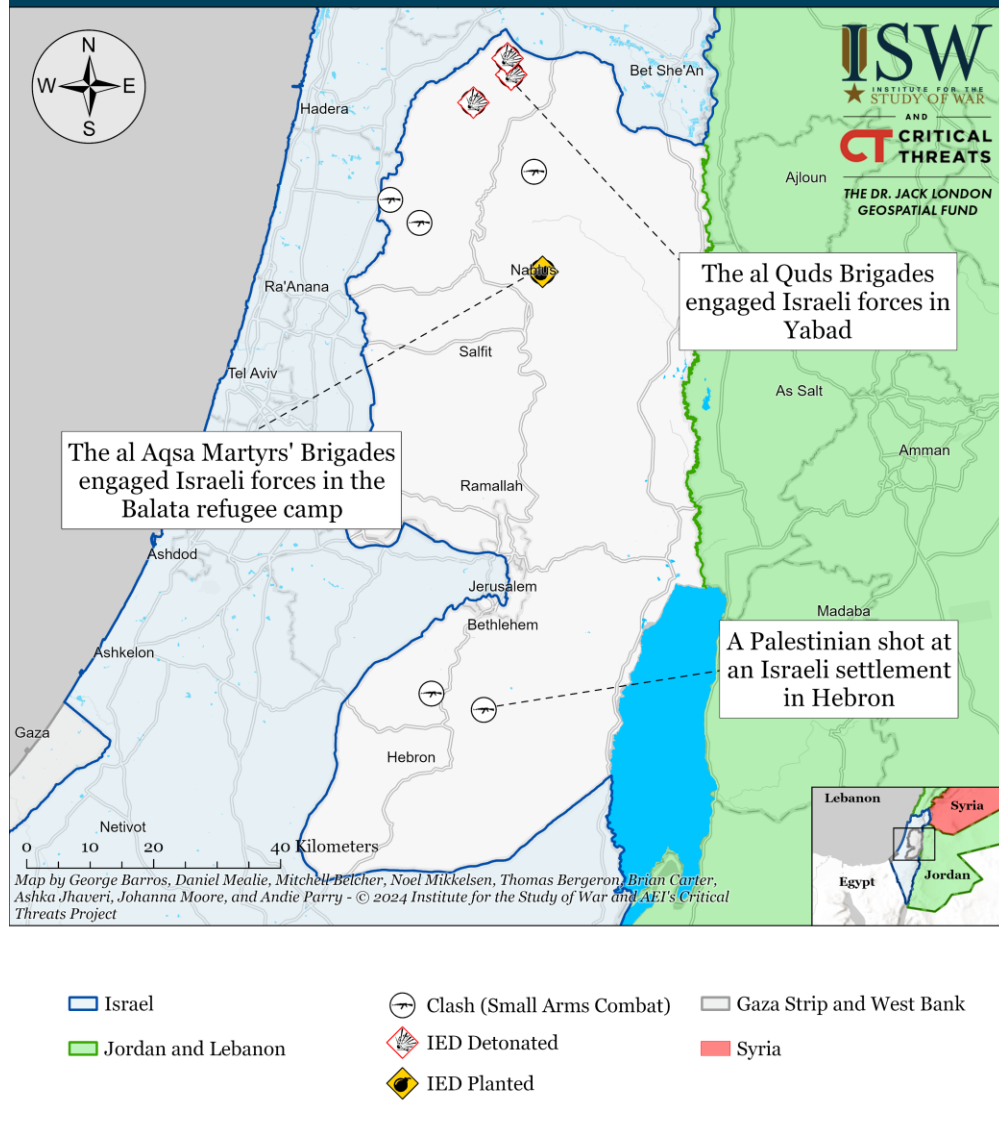 N
W
E
S
Hadera
Bet She'An
ISW
INSTITUTE FOR THE
STUDY OF WAR
AND
CT CRITICAL
THREATS
THE DR. JACK LONDON
GEOSPATIAL FUND
Ajloun
Nablus
The al Quds Brigades
engaged Israeli forces in
Yabad
Ra'Anana
Salfit
Tel Aviv
As Salt
Amman
The al Aqsa Martyrs' Brigades
engaged Israeli forces in the
Balata refugee camp
Ramallah
Ashdod
Jerusalem
Bethlehem
Madaba
A Palestinian shot at
an Israeli settlement
in Hebron
Ashkelon
Gaza
Hebron
Netivot
0 10 20 40 Kilometers
Lebanon
Syria
Egypt
Jordan
Map by George Barros, Daniel Mealie, Mitchell Belcher, Noel Mikkelsen, Thomas Bergeron, Brian Carter,
Ashka Jhaveri, Johanna Moore, and Andie Parry - © 2024 Institute for the Study of War and AEI's Critical
Threats Project
Israel
Jordan and Lebanon
Clash (Small Arms Combat)
IED Detonated
IED Planted
Gaza Strip and West Bank
Syria